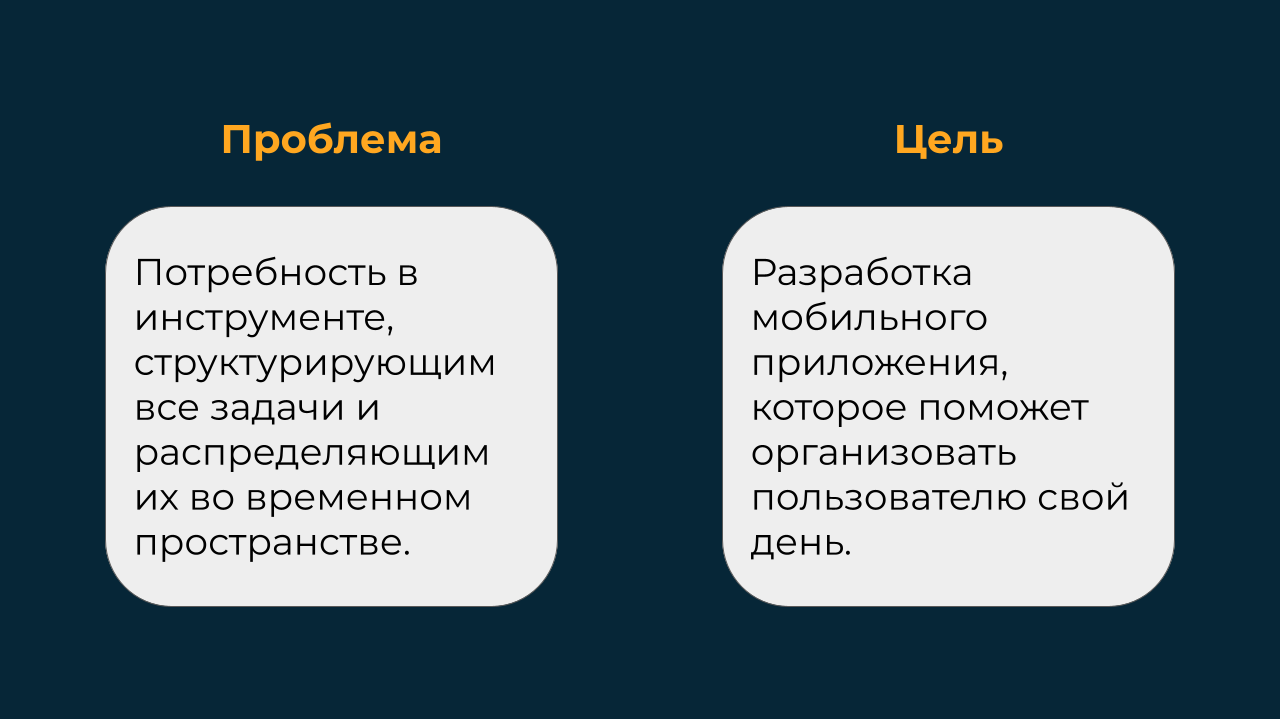 Проблема
Потребность в
инструменте,
структурирующим
все задачи и
распределяющим
их во временном
пространстве.
Цель
Разработка
мобильного
приложения,
которое поможет
организовать
пользователю свой
день.